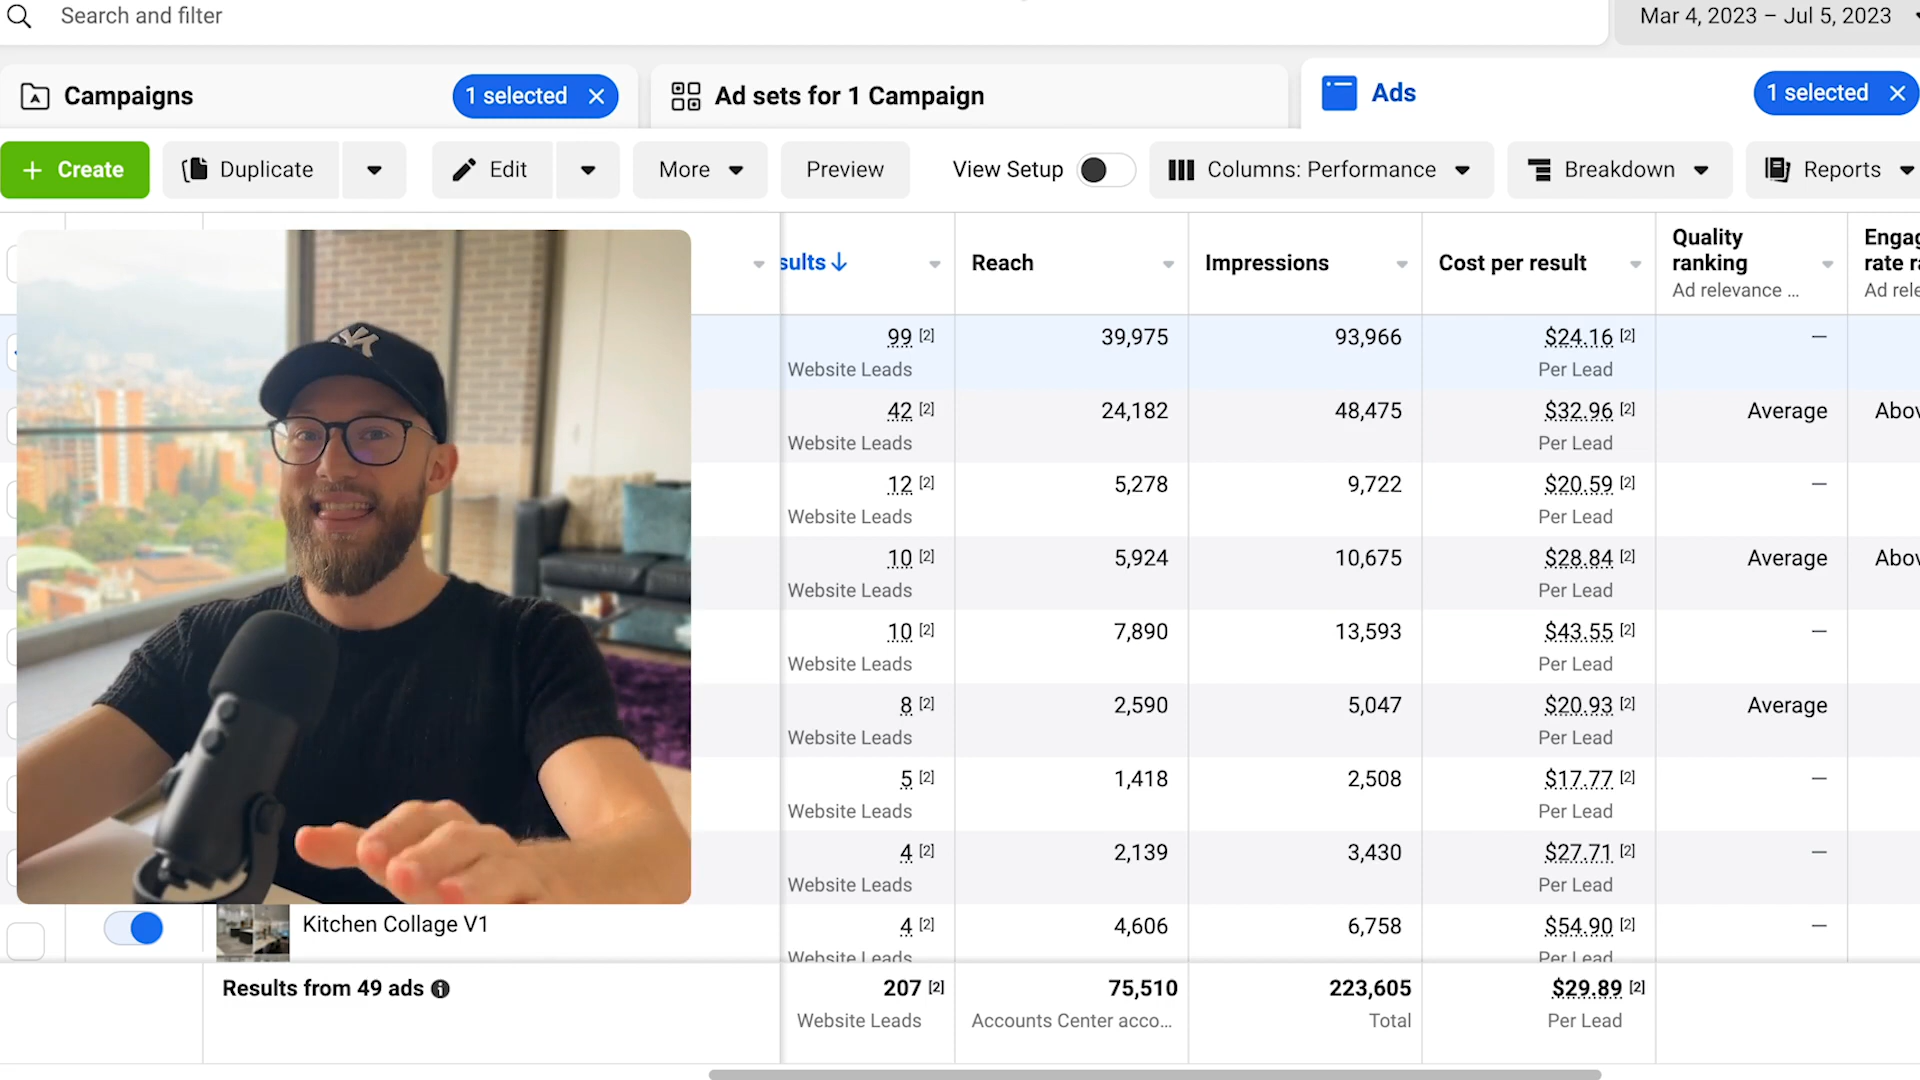 Search and filter
Mar 4, 2023 – Jul 5, 2023
Campaigns
1 selected
Ad sets for 1 Campaign
Ads
1 selected
+ Create
Duplicate
Edit
More
Preview
View Setup
Columns: Performance
Breakdown
Reports
sults
Reach
Impressions
Cost per result
Quality
ranking
Ad relevance ...
Engag
rate r
Ad rele
99 [2]
Website Leads
39,975
93,966
$24.16 [2]
Per Lead
—
42 [2]
Website Leads
24,182
48,475
$32.96 [2]
Per Lead
Average
Abov
12 [2]
Website Leads
5,278
9,722
$20.59 [2]
Per Lead
—
10 [2]
Website Leads
5,924
10,675
$28.84 [2]
Per Lead
Average
Abov
10 [2]
Website Leads
7,890
13,593
$43.55 [2]
Per Lead
—
8 [2]
Website Leads
2,590
5,047
$20.93 [2]
Per Lead
Average
5 [2]
Website Leads
1,418
2,508
$17.77 [2]
Per Lead
—
4 [2]
Website Leads
2,139
3,430
$27.71 [2]
Per Lead
—
Kitchen Collage V1
4 [2]
Website Leads
4,606
6,758
$54.90 [2]
Per Lead
—
Results from 49 ads
207 [2]
Website Leads
75,510
Accounts Center acco...
223,605
Total
$29.89 [2]
Per Lead